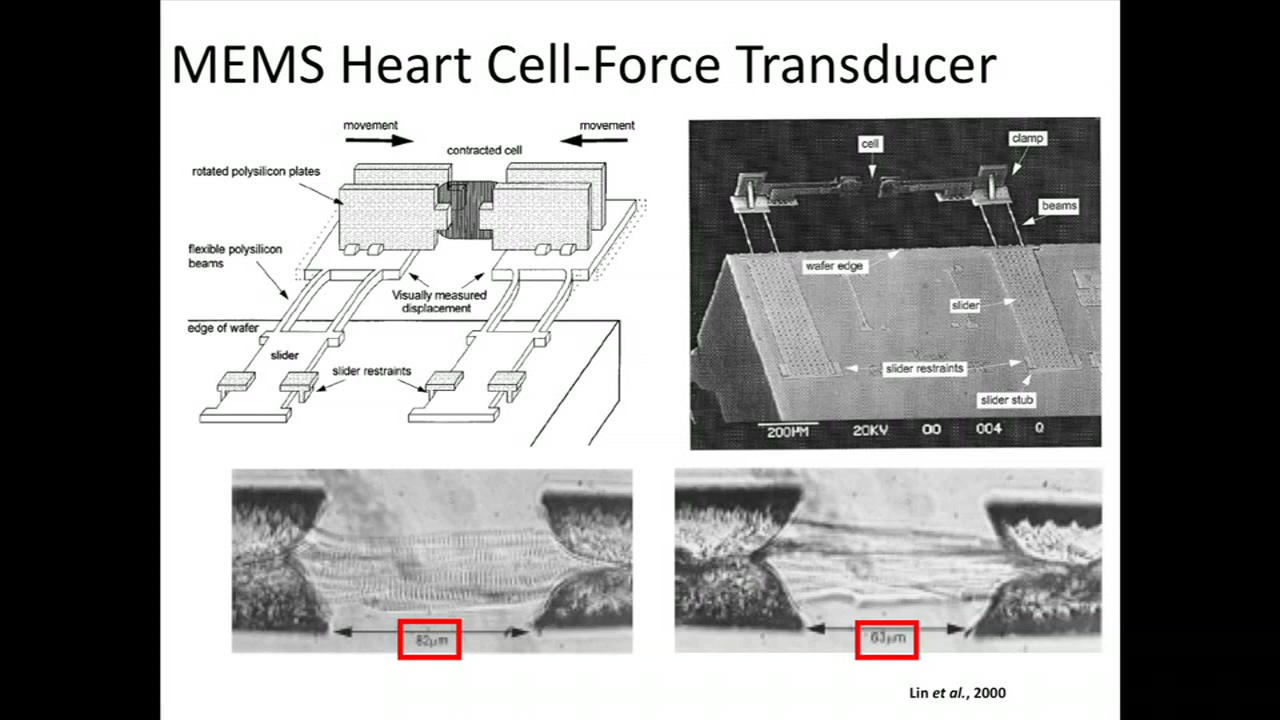 MEMS Heart Cell-Force Transducer
movement
movement
contracted cell
rotated polysilicon plates
flexible polysilicon
beams
Visually measured
displacement
edge of wafer
slider
slider restraints
cell
clamp
beams
wafer edge
slider
slider restraints
slider stub
200µM 20KV 00 004 Q
82µm
63µm
Lin et al., 2000